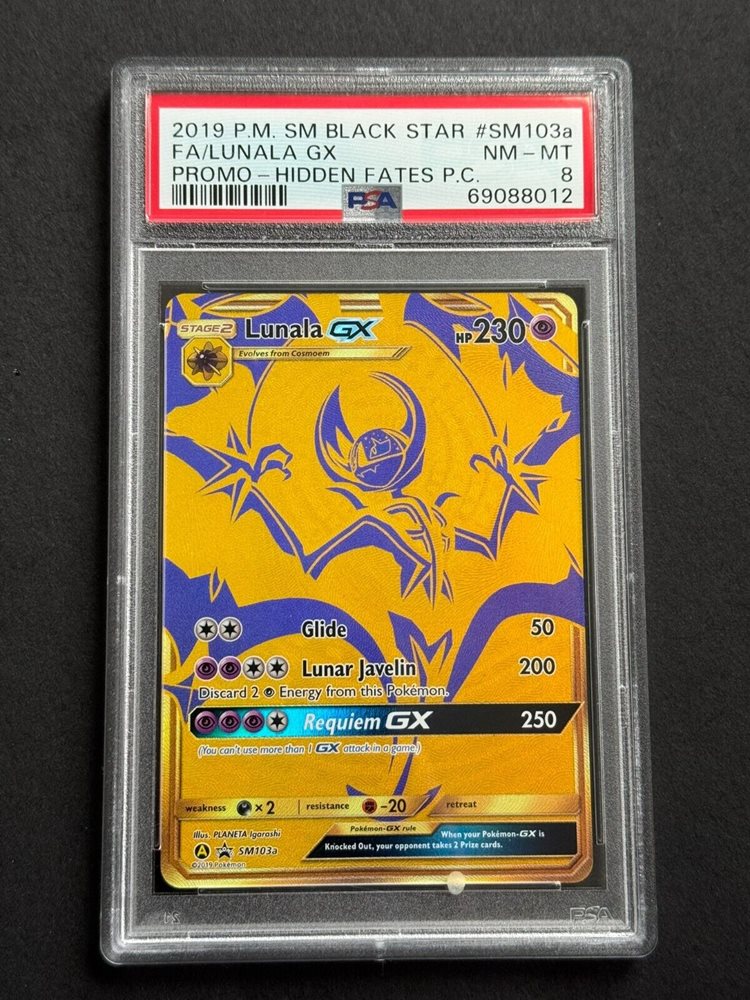 2019 P.M. SM BLACK STAR #SM103a
FA/LUNALA GX NM - MT
PROMO - HIDDEN FATES P.C. 8
PSA 69088012
STAGE 2 Lunala GX HP 230
Evolves from Cosmoem
Glide 50
Lunar Javelin 200
Discard 2 Energy from this Pokémon.
Requiem GX 250
(You can't use more than 1 GX attack in a game.)
weakness ×2 resistance -20 retreat
Illus. PLANETA Igarashi
Pokémon-GX rule
When your Pokémon-GX is
Knocked Out, your opponent takes 2 Prize cards.
A SM103a
©2019 Pokémon
PSA